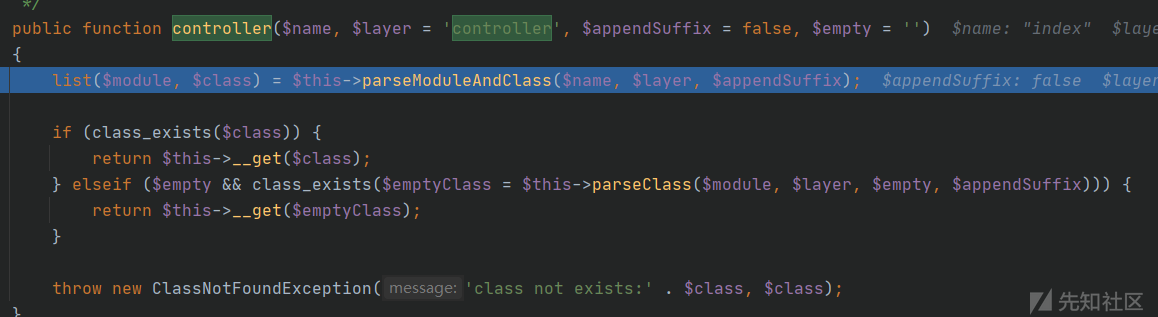 */
public function controller($name, $layer = 'controller', $appendSuffix = false, $empty = '')  $name: "index"  $laye
{
list($module, $class) = $this->parseModuleAndClass($name, $layer, $appendSuffix);  $appendSuffix: false  $layer
if (class_exists($class)) {
return $this->__get($class);
} elseif ($empty && class_exists($emptyClass = $this->parseClass($module, $layer, $empty, $appendSuffix))) {
return $this->__get($emptyClass);
}
throw new ClassNotFoundException( message: 'class not exists:' . $class, $class);
}
先知社区